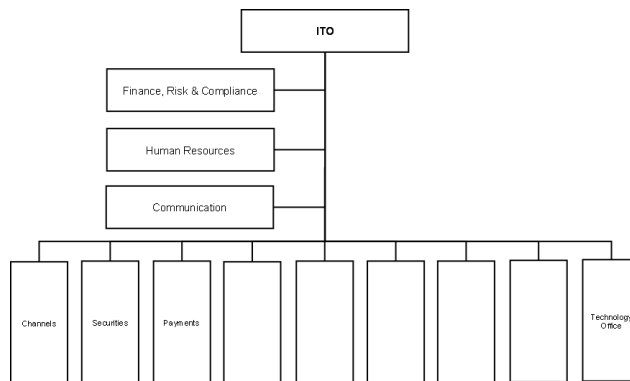 ITO
Finance, Risk & Compliance
Human Resources
Communication
Channels
Securities
Payments
Technology
Office